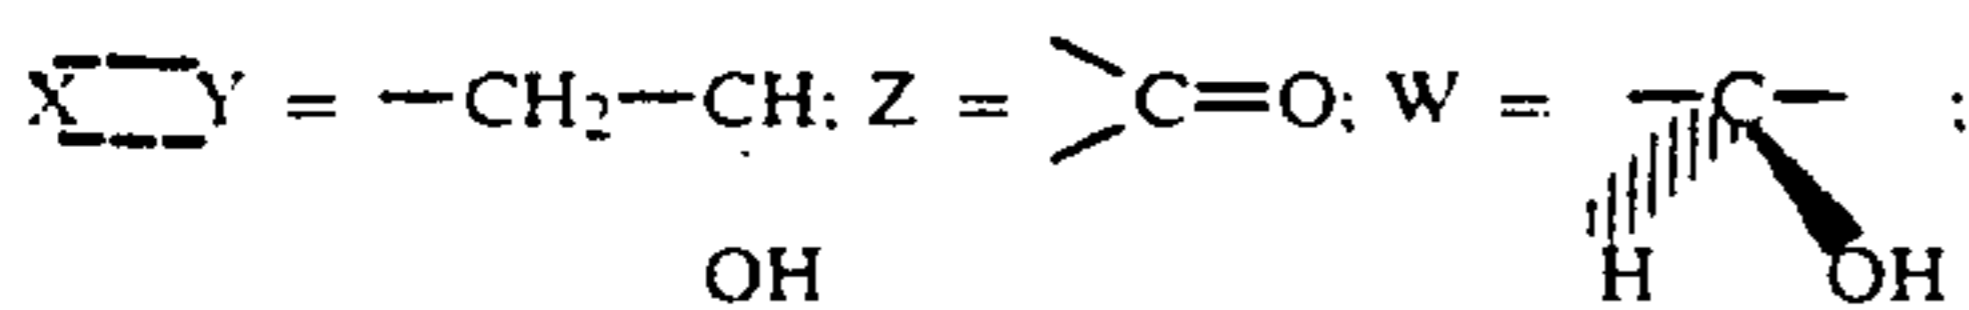 X Y = —CH₂—CH; Z = C=O; W = —C— ;
OH H OH